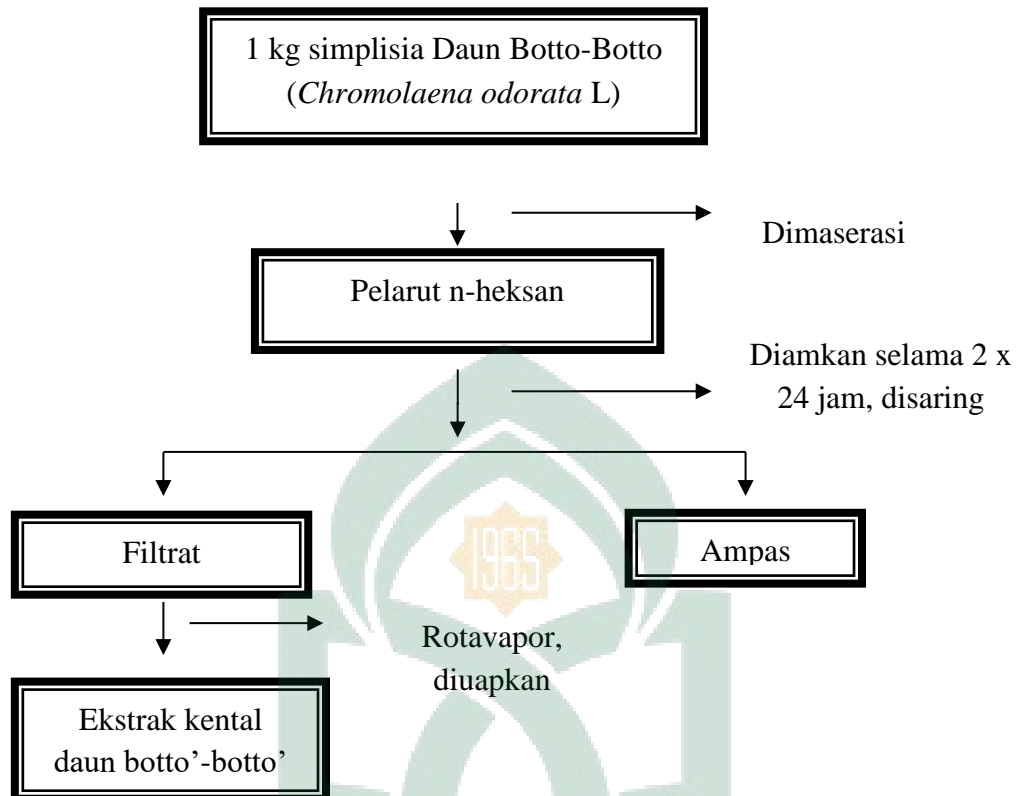 1 kg simplisia Daun Botto-Botto
(Chromolaena odorata L)
Dimaserasi
Pelarut n-heksan
Diamkan selama 2 x
24 jam, disaring
Filtrat
Ampas
1965
Rotavapor,
diuapkan
Ekstrak kental
daun botto’-botto’